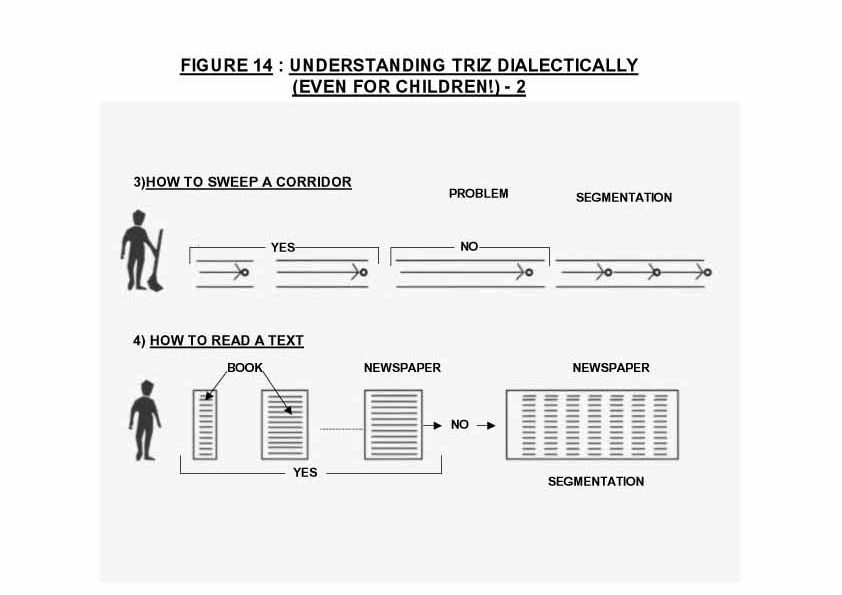 FIGURE 14 : UNDERSTANDING TRIZ DIALECTICALLY
(EVEN FOR CHILDREN!) - 2
3)HOW TO SWEEP A CORRIDOR
PROBLEM
SEGMENTATION
YES
NO
4) HOW TO READ A TEXT
BOOK
NEWSPAPER
NEWSPAPER
NO
YES
SEGMENTATION